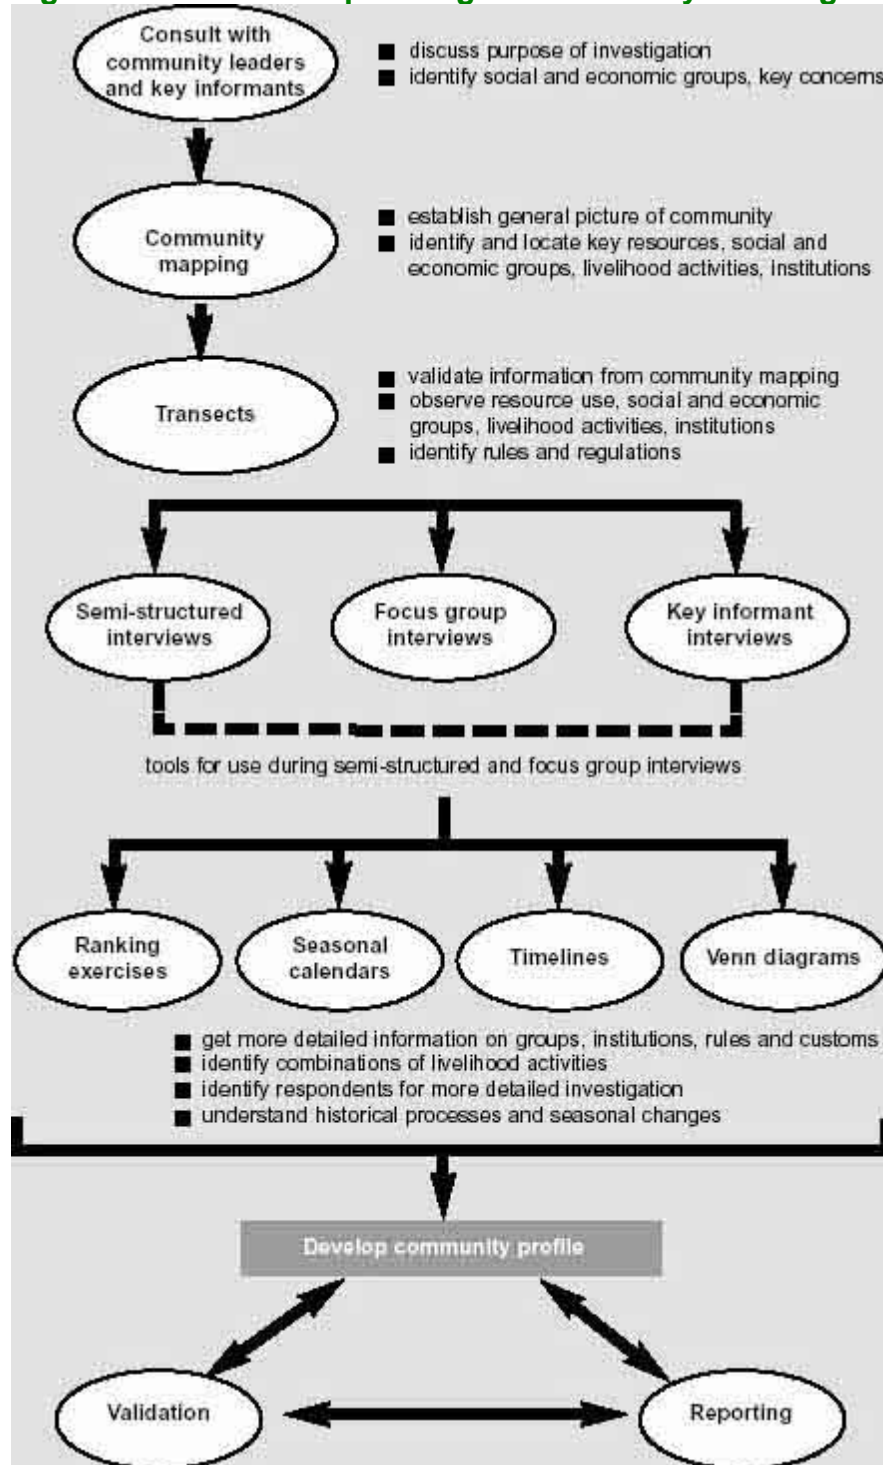 Consult with
community leaders
and key informants
■ discuss purpose of investigation
■ identify social and economic groups, key concerns
Community
mapping
■ establish general picture of community
■ identify and locate key resources, social and
economic groups, livelihood activities, institutions
Transects
■ validate information from community mapping
■ observe resource use, social and economic
groups, livelihood activities, institutions
■ identify rules and regulations
Semi-structured
interviews
Focus group
interviews
Key informant
interviews
tools for use during semi-structured and focus group interviews
Ranking
exercises
Seasonal
calendars
Timelines
Venn diagrams
■ get more detailed information on groups, institutions, rules and customs
■ identify combinations of livelihood activities
■ identify respondents for more detailed investigation
■ understand historical processes and seasonal changes
Develop community profile
Validation
Reporting